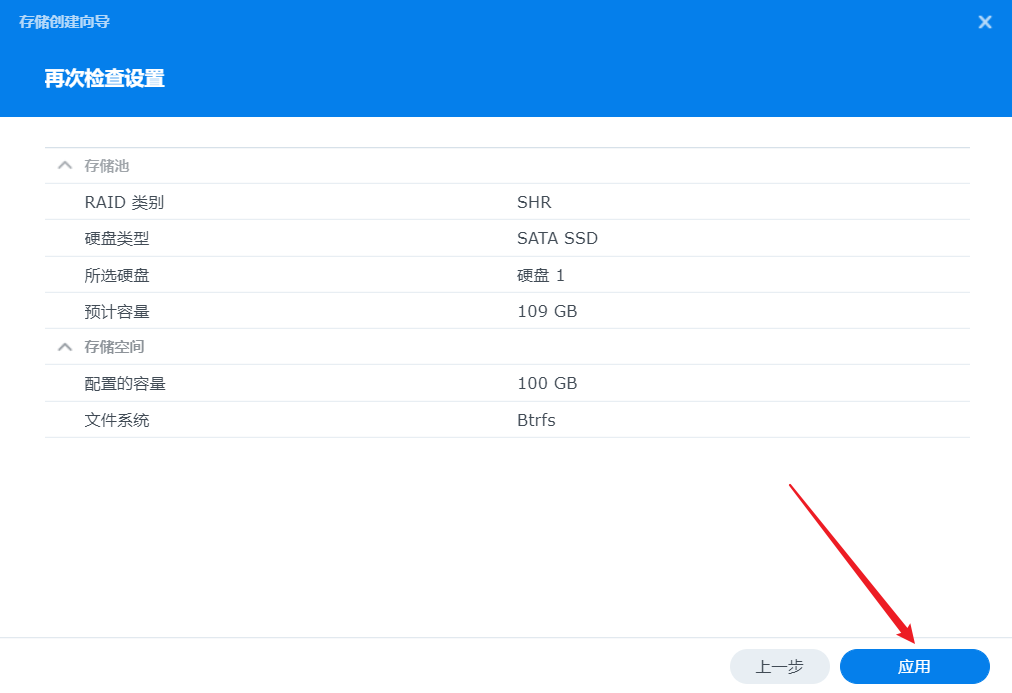 存储创建向导
再次检查设置
存储池
RAID 类别 SHR
硬盘类型 SATA SSD
所选硬盘 硬盘 1
预计容量 109 GB
存储空间
配置的容量 100 GB
文件系统 Btrfs
上一步 应用